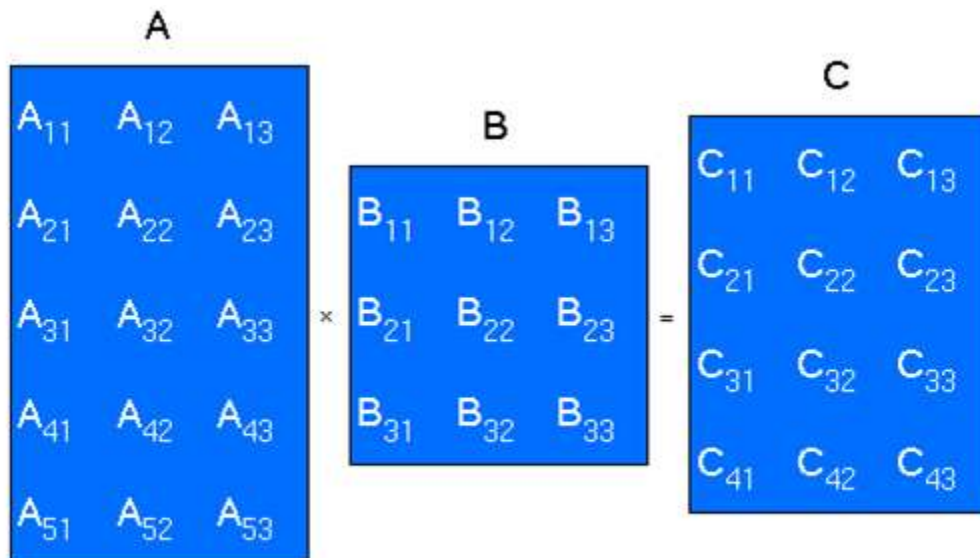 A
A₁₁ A₁₂ A₁₃
A₂₁ A₂₂ A₂₃
A₃₁ A₃₂ A₃₃
A₄₁ A₄₂ A₄₃
A₅₁ A₅₂ A₅₃
×
B
B₁₁ B₁₂ B₁₃
B₂₁ B₂₂ B₂₃
B₃₁ B₃₂ B₃₃
=
C
C₁₁ C₁₂ C₁₃
C₂₁ C₂₂ C₂₃
C₃₁ C₃₂ C₃₃
C₄₁ C₄₂ C₄₃